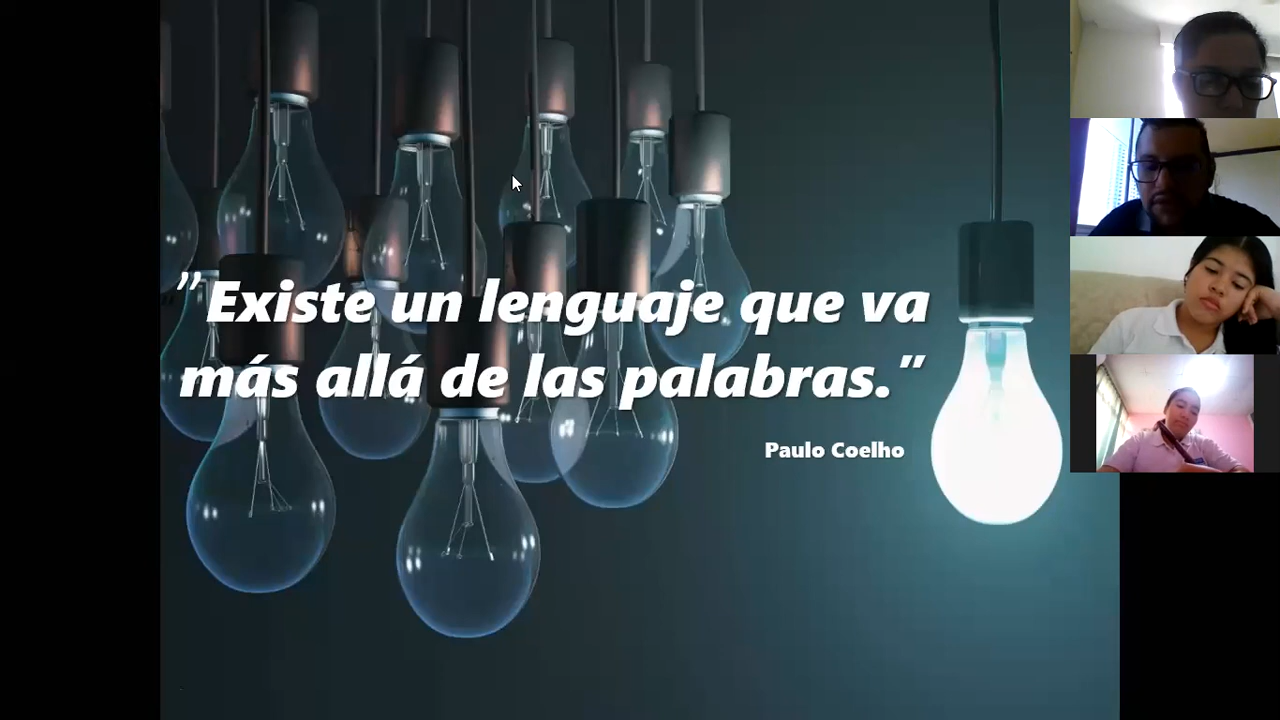 "Existe un lenguaje que va
más allá de las palabras."
Paulo Coelho